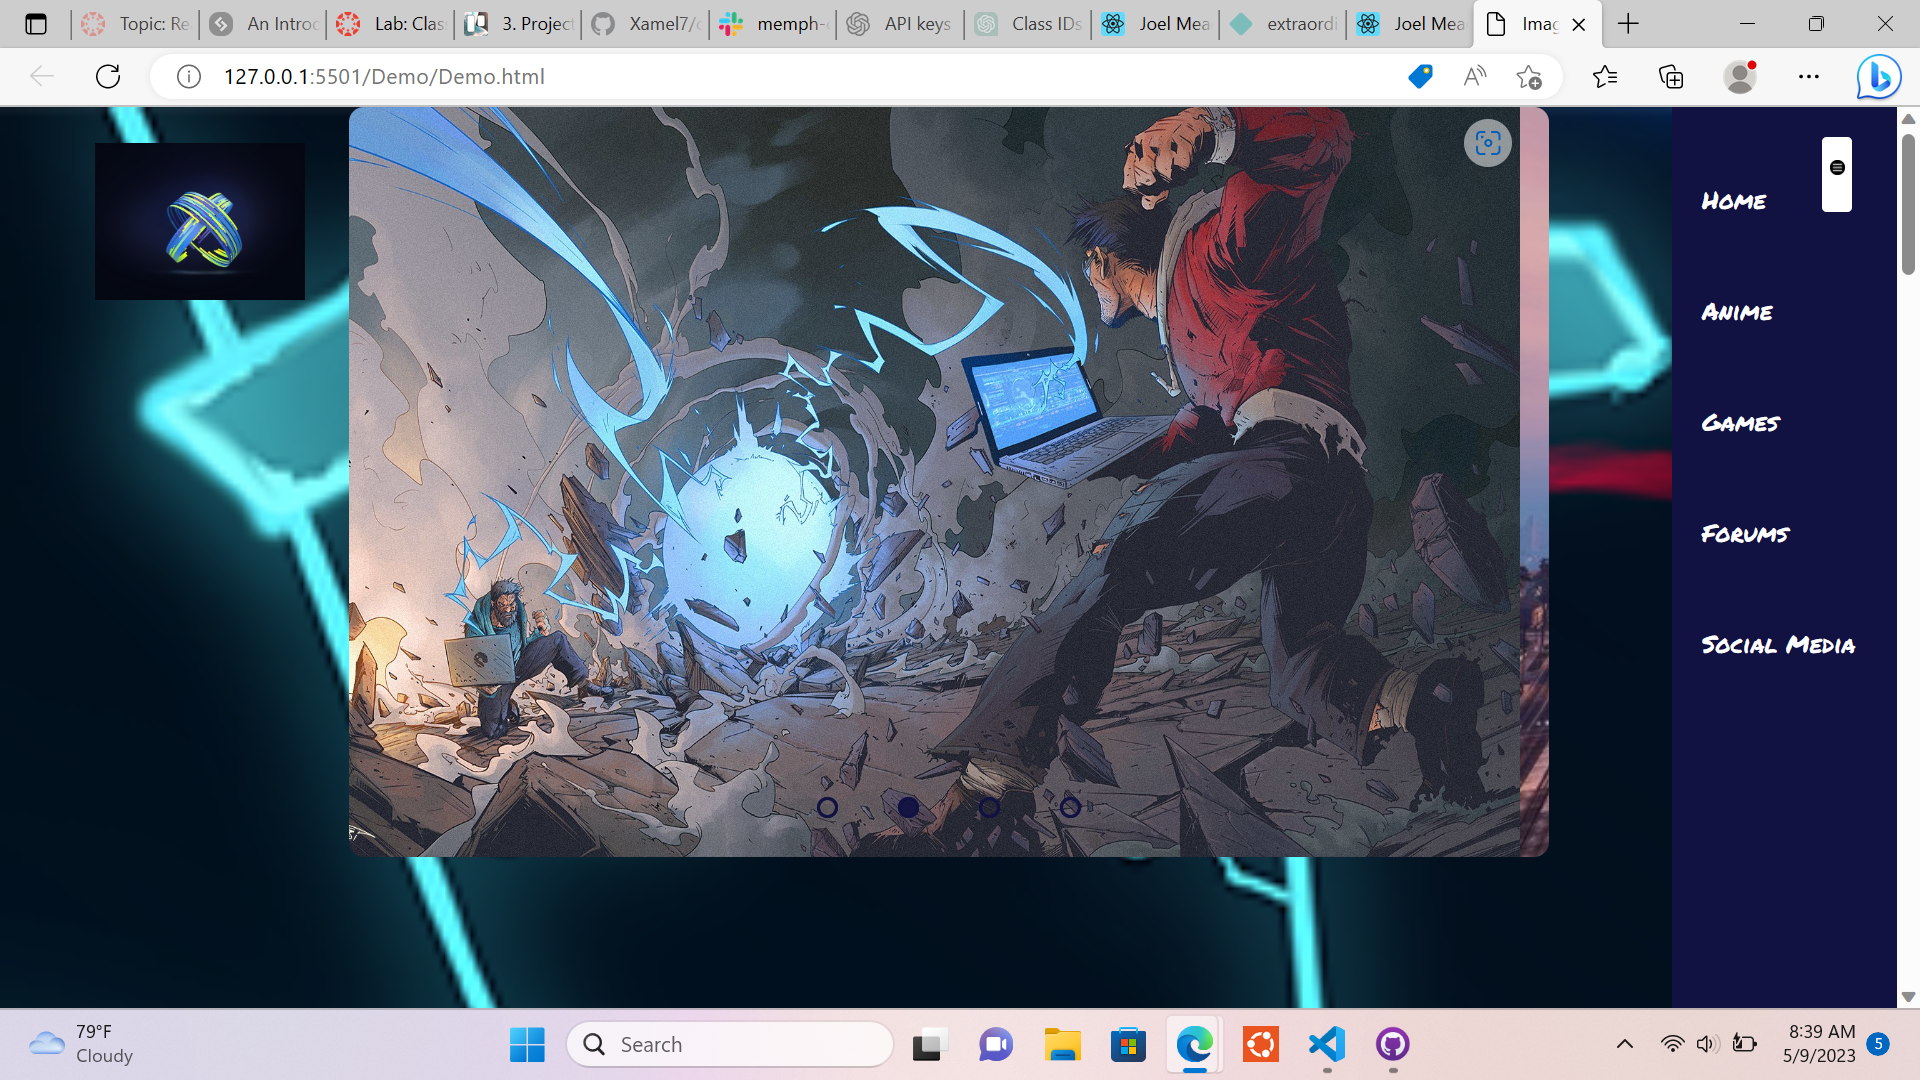 Topic: Re
An Introc
Lab: Clas
3. Project
Xamel7/c
memph-
API keys
Class IDs
Joel Mea
extraordi
Joel Mea
Imag
127.0.0.1:5501/Demo/Demo.html
Home
Anime
Games
Forums
Social Media
79°F
Cloudy
Search
8:39 AM
5/9/2023
5